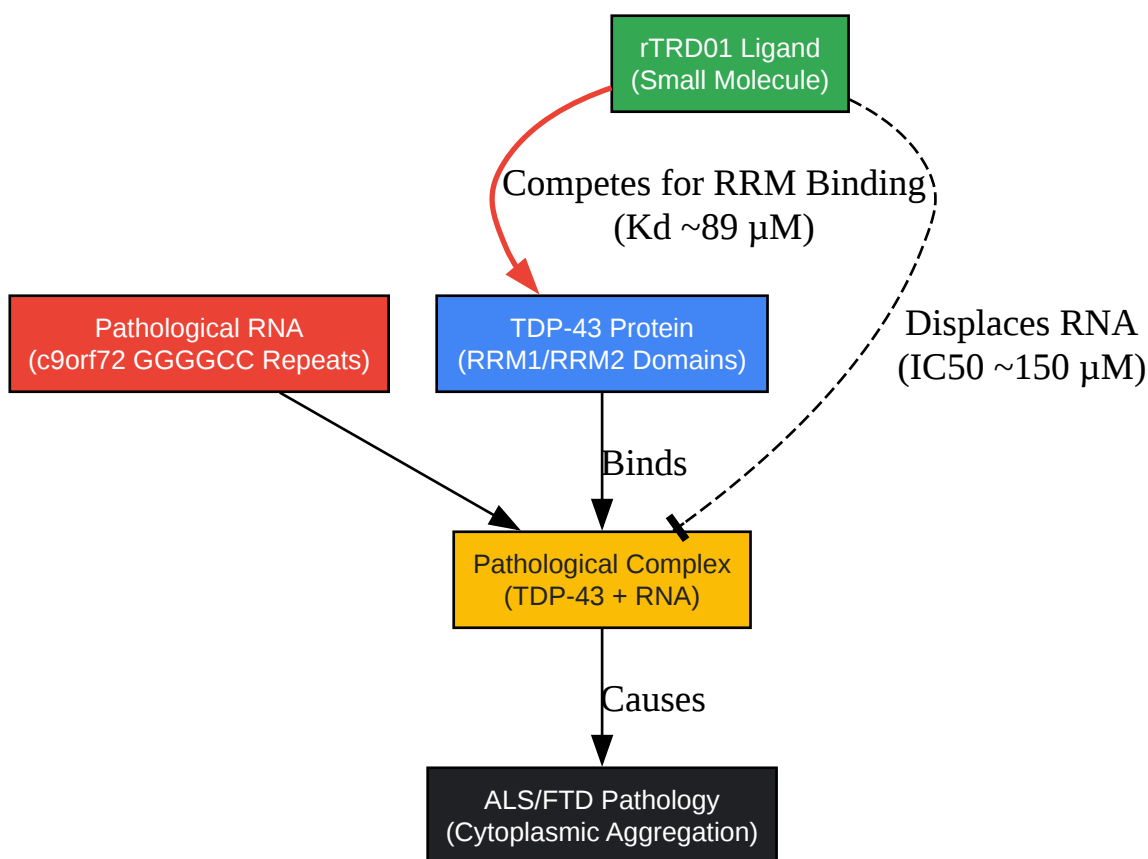 rTRD01 Ligand
(Small Molecule)
Competes for RRM Binding
(Kd ~89 µM)
Pathological RNA
(c9orf72 GGGGCC Repeats)
TDP-43 Protein
(RRM1/RRM2 Domains)
Displaces RNA
(IC50 ~150 µM)
Binds
Pathological Complex
(TDP-43 + RNA)
Causes
ALS/FTD Pathology
(Cytoplasmic Aggregation)